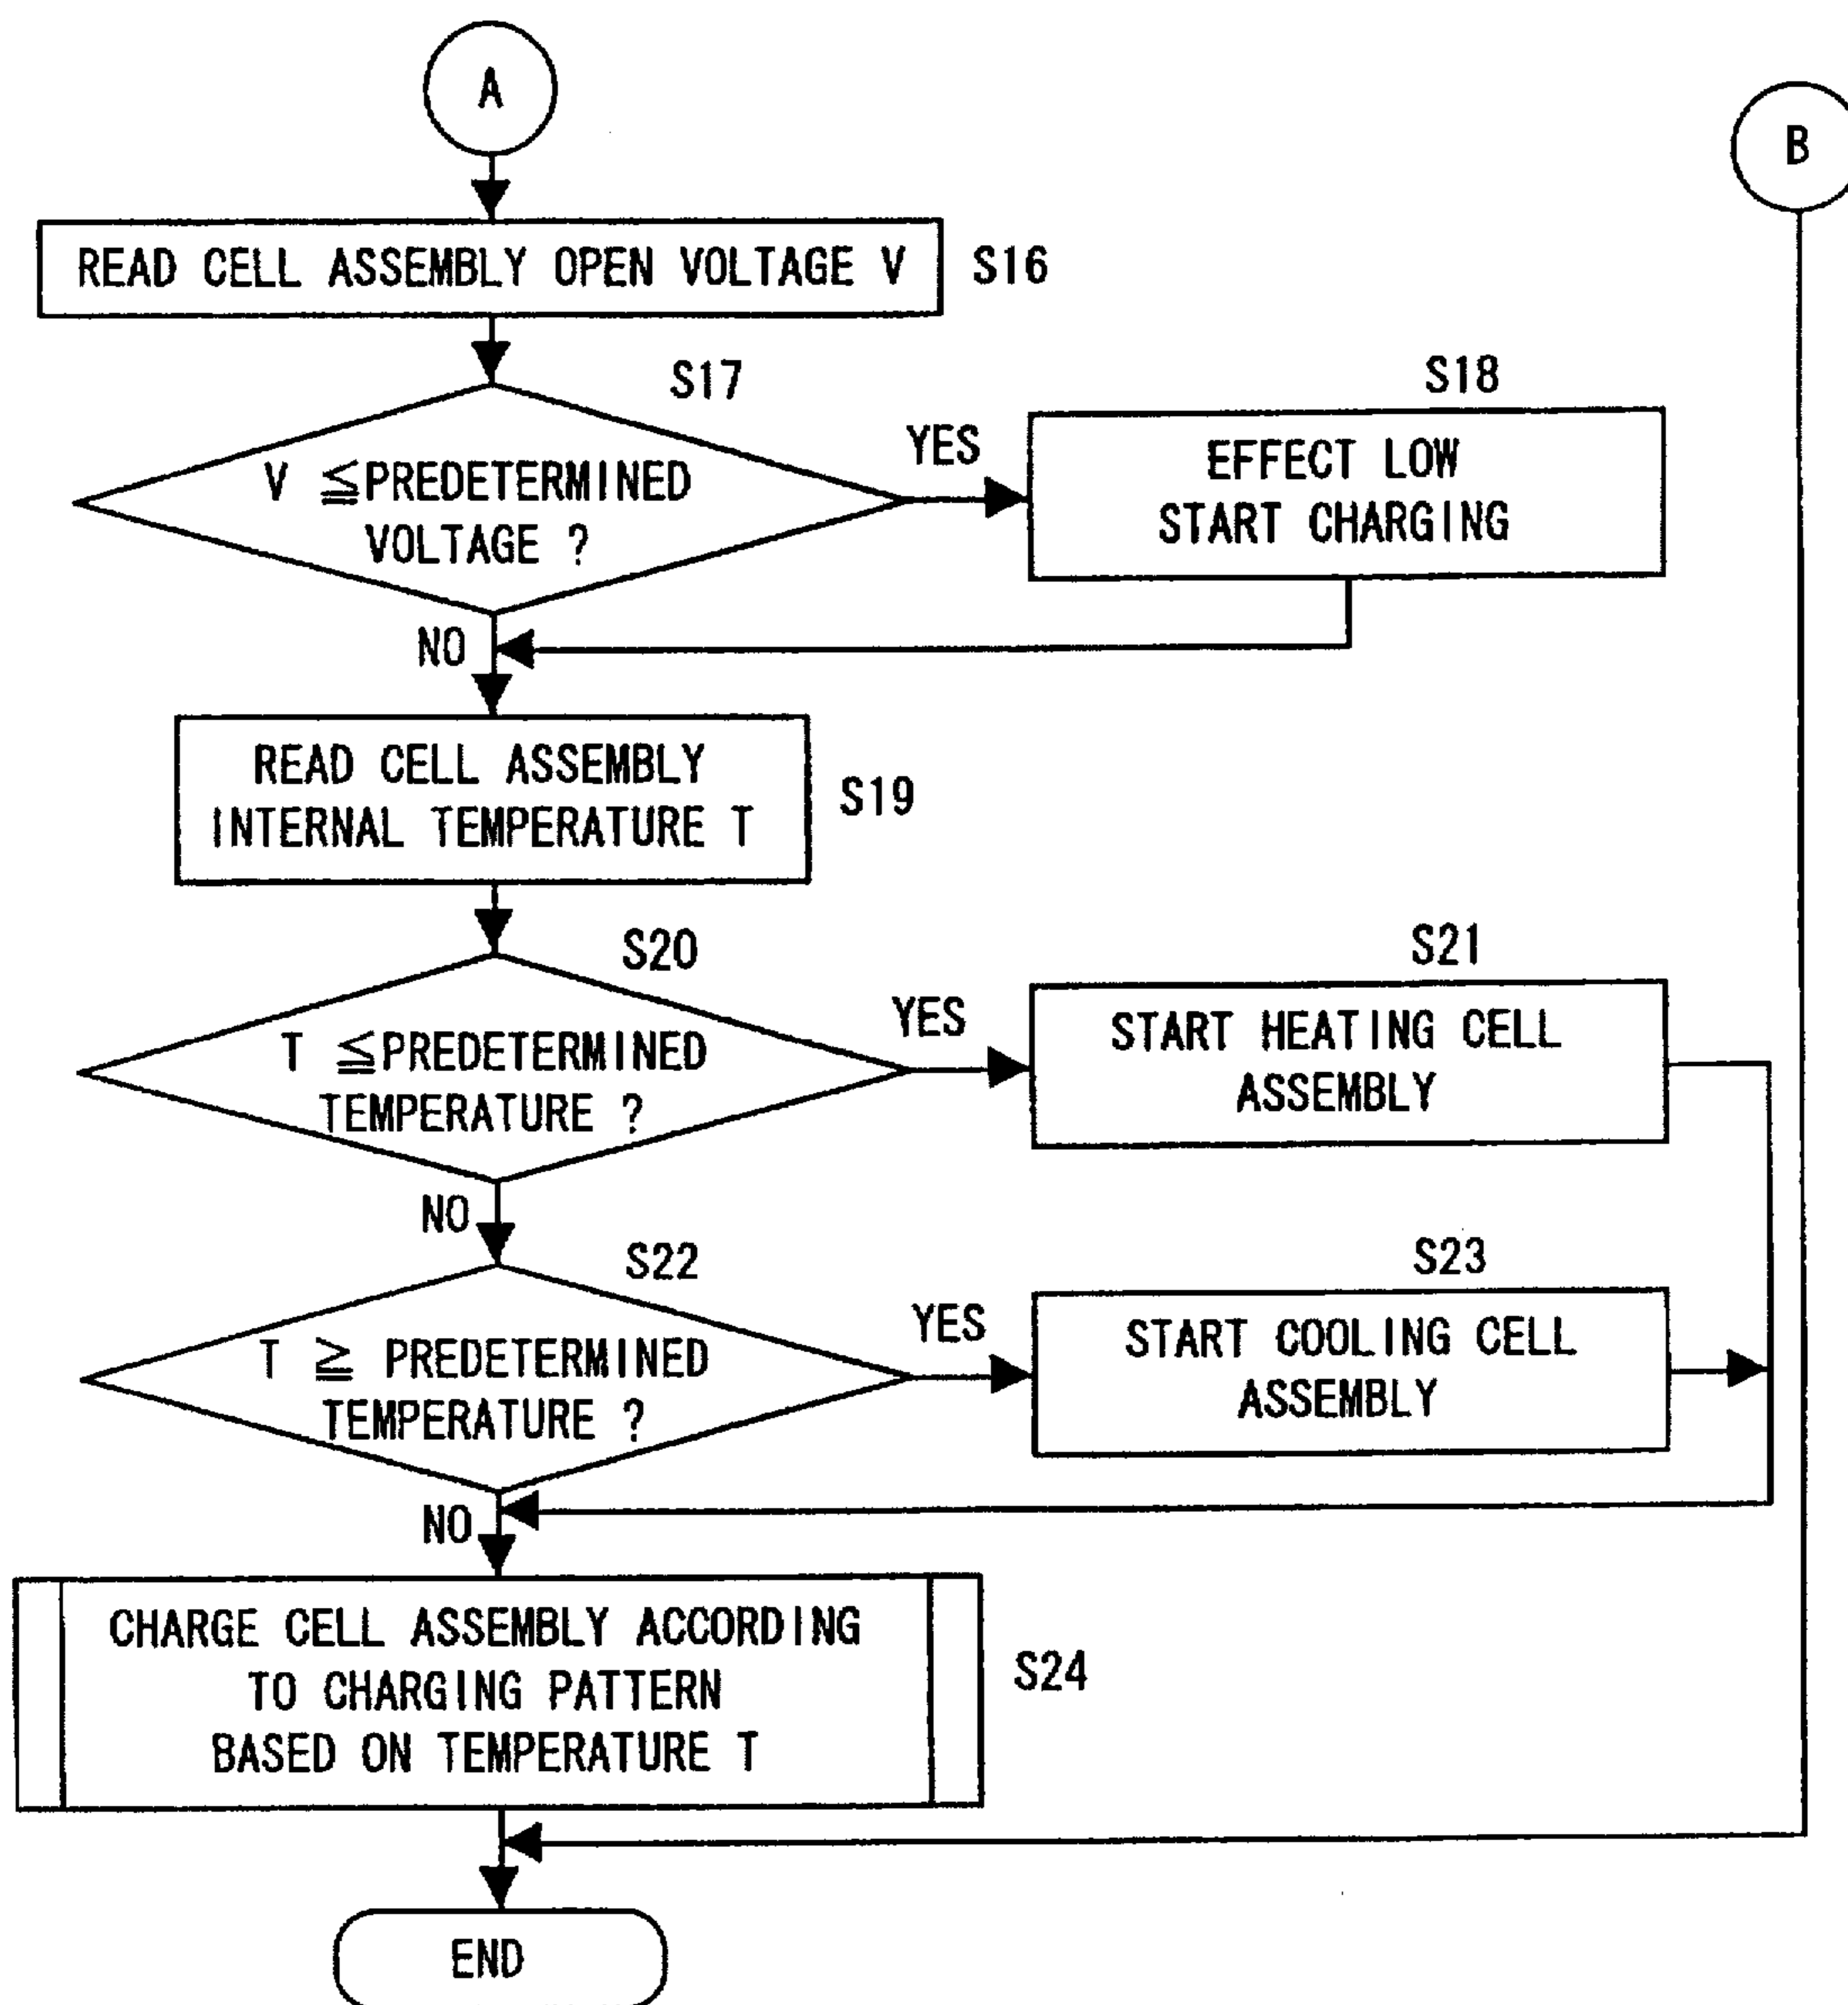 A
B
READ CELL ASSEMBLY OPEN VOLTAGE V
S16
S17
V ≦PREDETERMINED
VOLTAGE ?
YES
S18
EFFECT LOW
START CHARGING
NO
READ CELL ASSEMBLY
INTERNAL TEMPERATURE T
S19
S20
T ≦PREDETERMINED
TEMPERATURE ?
YES
S21
START HEATING CELL
ASSEMBLY
NO
S22
T ≧ PREDETERMINED
TEMPERATURE ?
YES
S23
START COOLING CELL
ASSEMBLY
NO
CHARGE CELL ASSEMBLY ACCORDING
TO CHARGING PATTERN
BASED ON TEMPERATURE T
S24
END